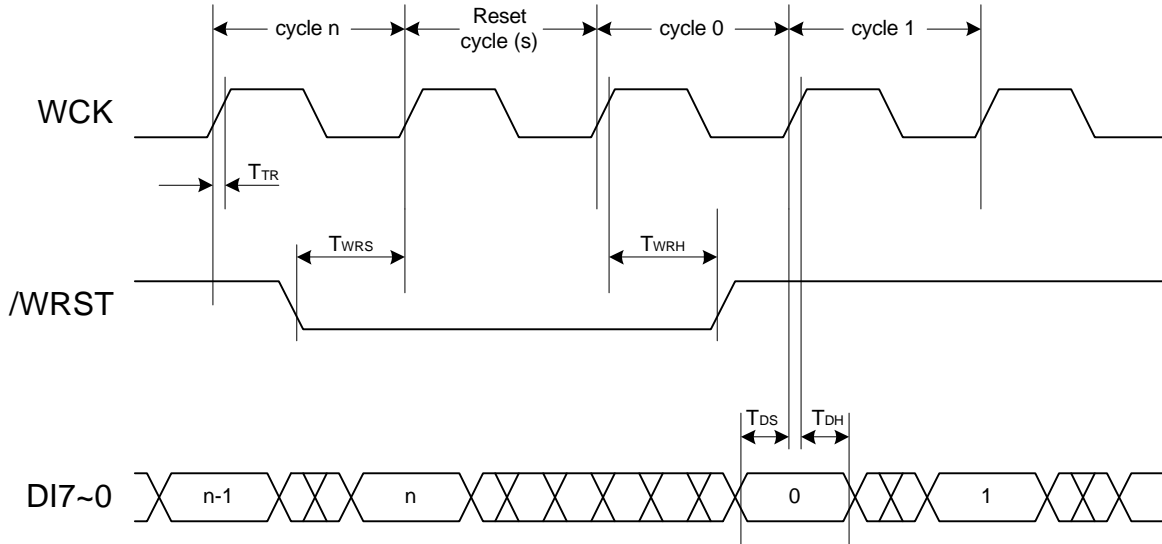 cycle n
Reset
cycle (s)
cycle 0
cycle 1
WCK
TTR
TWRS
TWRH
/WRST
TDS
TDH
DI7~0
n-1
n
0
1